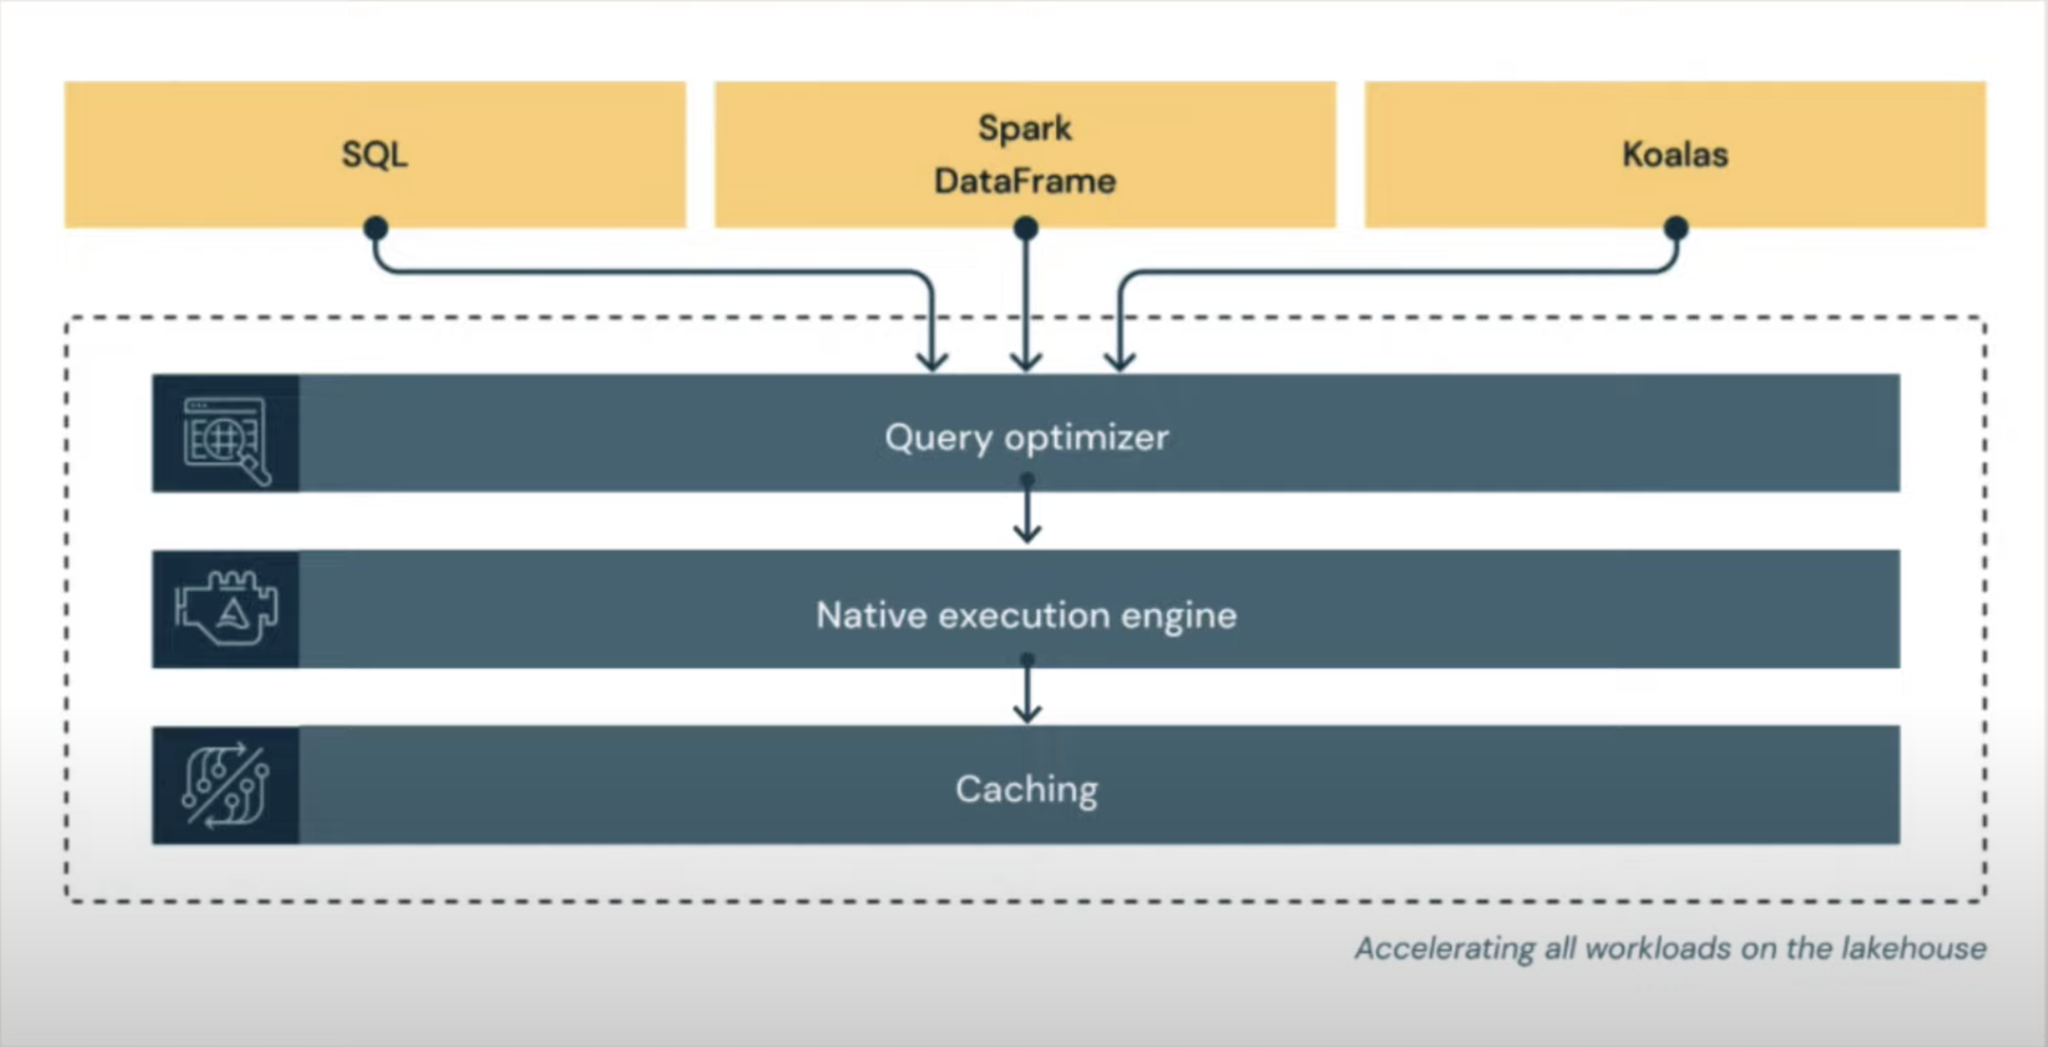 SQL
Spark
DataFrame
Koalas
Query optimizer
Native execution engine
Caching
Accelerating all workloads on the lakehouse